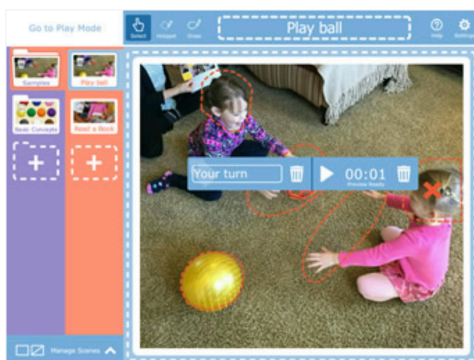 Go to Play Mode
Select
Hotspot
Draw
Play ball
Help
Settings
Samples
Play ball
Basic Concepts
Read a Book
Your turn
00:01
Preview Ready
Manage Scenes